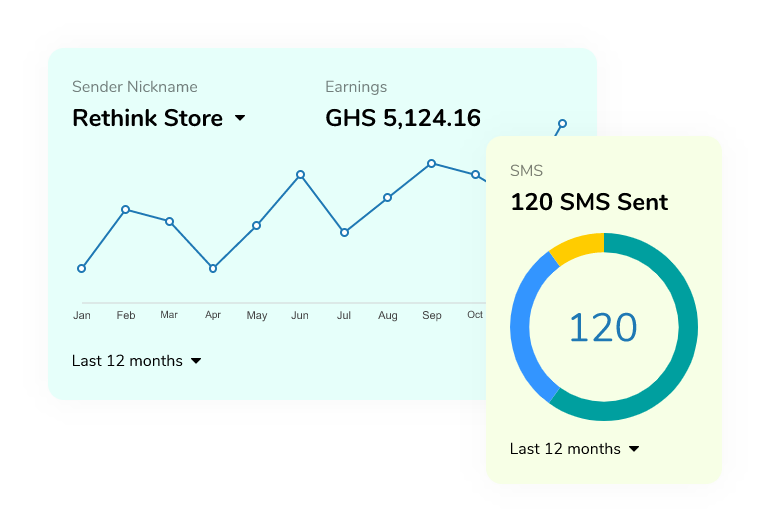 Sender Nickname
Rethink Store
Earnings
GHS 5,124.16
Jan Feb Mar Apr May Jun Jul Aug Sep Oct
Last 12 months
SMS
120 SMS Sent
120
Last 12 months